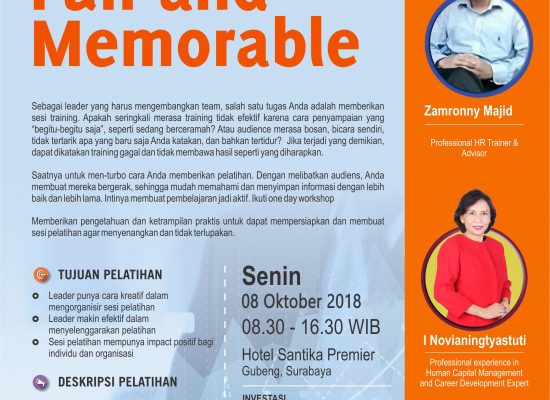 and
Memorable
Sebagai leader yang harus mengembangkan team, salah satu tugas Anda adalah memberikan
sesi training. Apakah seringkali merasa training tidak efektif karena cara penyampaian yang
“begitu-begitu saja”, seperti sedang berceramah? Atau audience merasa bosan, bicara sendiri,
tidak tertarik apa yang baru saja Anda katakan, dan bahkan tertidur? Jika terjadi yang demikian,
dapat dikatakan training gagal dan tidak membawa hasil seperti yang diharapkan.
Saatnya untuk men-turbo cara Anda memberikan pelatihan. Dengan melibatkan audiens, Anda
membuat mereka bergerak, sehingga mudah memahami dan menyimpan informasi dengan lebih
baik dan lebih lama. Intinya membuat pembelajaran jadi aktif. Ikuti one day workshop
Memberikan pengetahuan dan ketrampilan praktis untuk dapat mempersiapkan dan membuat
sesi pelatihan agar menyenangkan dan tidak terlupakan.
TUJUAN PELATIHAN
Leader punya cara kreatif dalam
mengorganisir sesi pelatihan
Leader makin efektif dalam
menyelenggarakan pelatihan
Sesi pelatihan mempunya impact positif bagi
individu dan organisasi
DESKRIPSI PELATIHAN
Senin
08 Oktober 2018
08.30 - 16.30 WIB
Hotel Santika Premier
Gubeng, Surabaya
INVESTASI
Zamronny Majid
Professional HR Trainer &
Advisor
I Novianingtyastuti
Professional experience in
Human Capital Management
and Career Development Expert